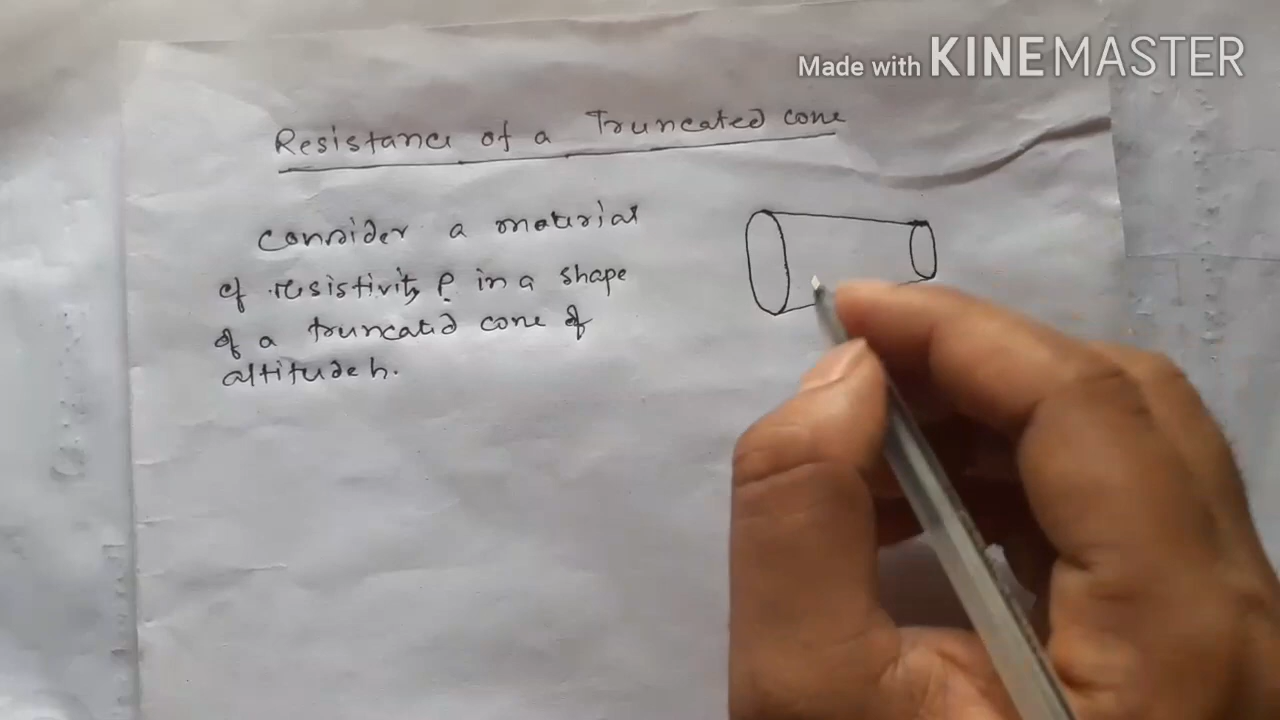 Made with KINEMASTER
Resistance of a Truncated cone
Consider a material
of resistivity ρ in a shape
of a truncated cone of
altitude h.